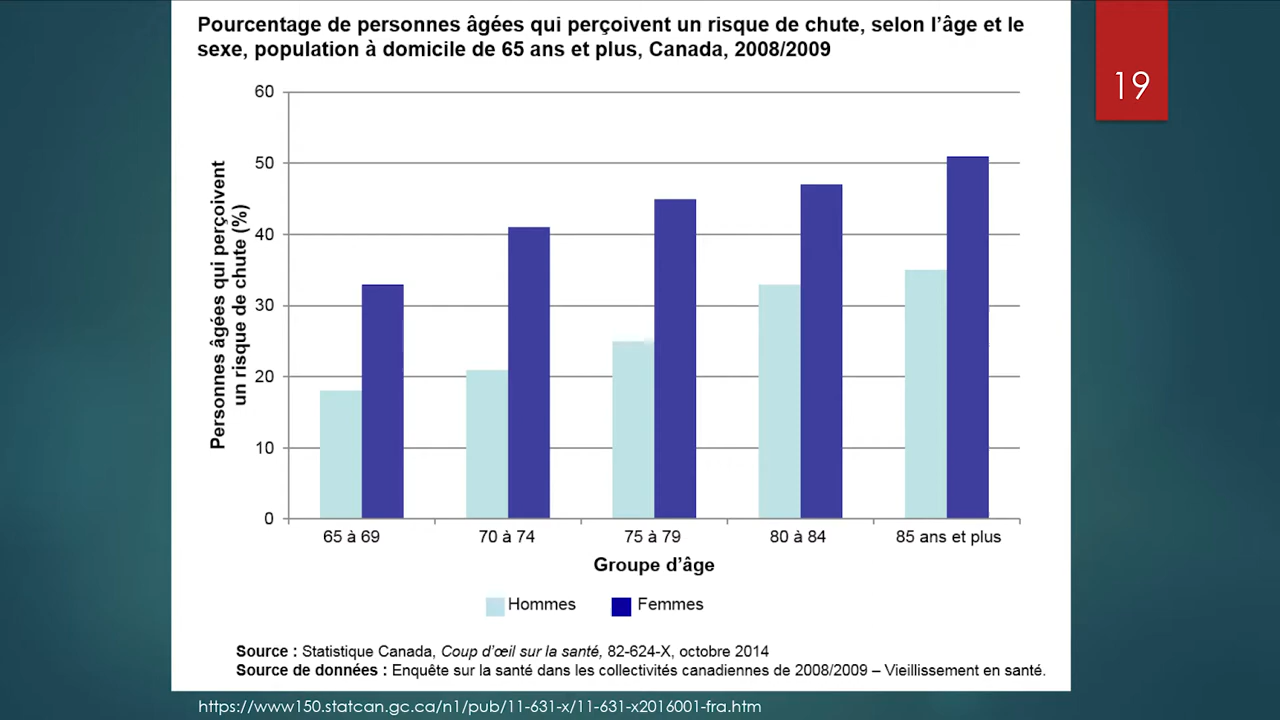 Pourcentage de personnes âgées qui perçoivent un risque de chute, selon l'âge et le
sexe, population à domicile de 65 ans et plus, Canada, 2008/2009
19
Personnes âgées qui perçoivent
un risque de chute (%)
60
50
40
30
20
10
0
65 à 69
70 à 74
75 à 79
80 à 84
85 ans et plus
Groupe d'âge
Hommes
Femmes
Source : Statistique Canada, Coup d'œil sur la santé, 82-624-X, octobre 2014
Source de données : Enquête sur la santé dans les collectivités canadiennes de 2008/2009 – Vieillissement en santé.
https://www150.statcan.gc.ca/n1/pub/11-631-x/11-631-x2016001-fra.htm